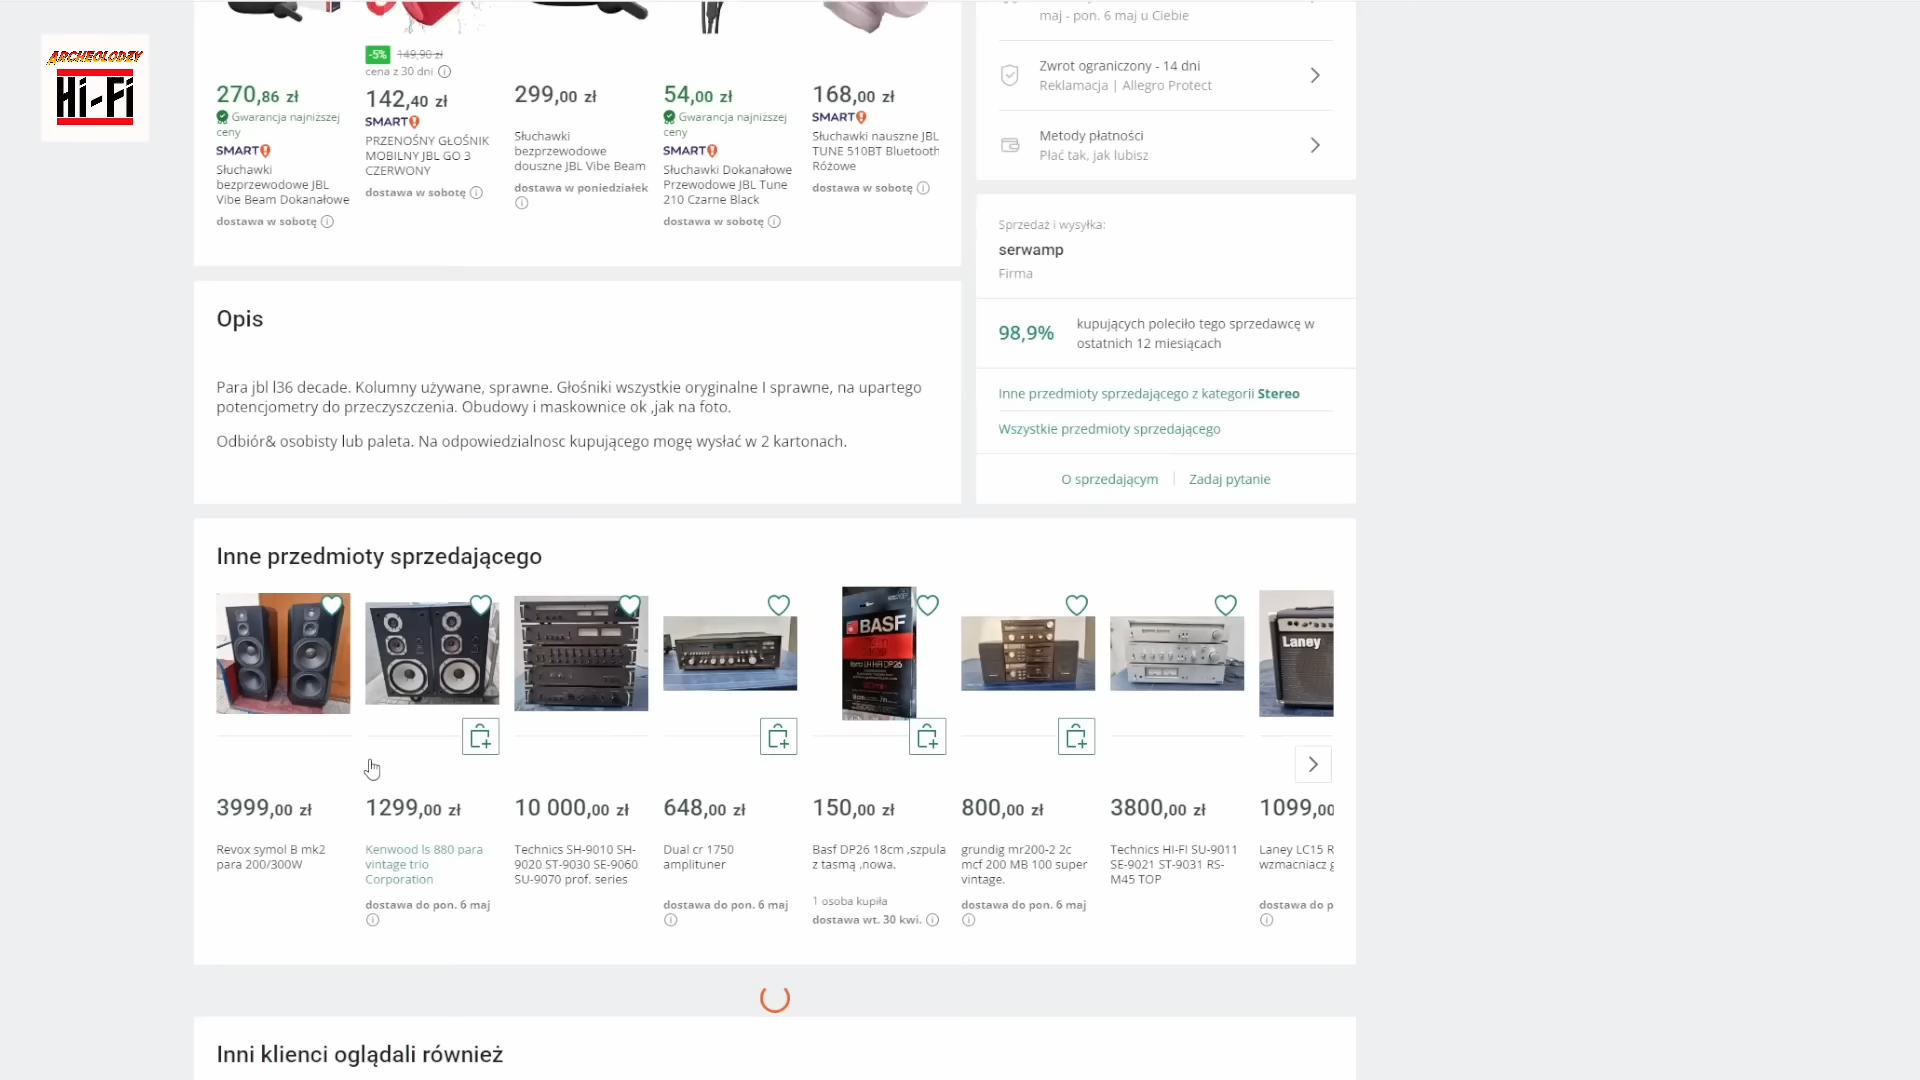 ARCHEOLODZY
Hi-Fi
-5% 149,90 zł
cena z 30 dni
270,86 zł
Gwarancja najniższej
ceny
SMART!
Słuchawki
bezprzewodowe JBL
Vibe Beam Dokanałowe
dostawa w sobotę
142,40 zł
SMART!
PRZENOŚNY GŁOŚNIK
MOBILNY JBL GO 3
CZERWONY
dostawa w sobotę
299,00 zł
Słuchawki
bezprzewodowe
douszne JBL Vibe Beam
dostawa w poniedziałek
54,00 zł
Gwarancja najniższej
ceny
SMART!
Słuchawki Dokanałowe
Przewodowe JBL Tune
210 Czarne Black
dostawa w sobotę
168,00 zł
SMART!
Słuchawki nauszne JBL
TUNE 510BT Bluetooth
Różowe
dostawa w sobotę
maj - pon. 6 maj u Ciebie
Zwrot ograniczony - 14 dni
Reklamacja | Allegro Protect
Metody płatności
Płać tak, jak lubisz
Sprzedaż i wysyłka:
serwamp
Firma
98,9%
kupujących poleciło tego sprzedawcę w
ostatnich 12 miesiącach
Inne przedmioty sprzedającego z kategorii Stereo
Wszystkie przedmioty sprzedającego
O sprzedającym
Zadaj pytanie
Opis
Para jbl l36 decade. Kolumny używane, sprawne. Głośniki wszystkie oryginalne I sprawne, na upartego
potencjometry do przeczyszczenia. Obudowy i maskownice ok ,jak na foto.
Odbiór& osobisty lub paleta. Na odpowiedzialnosc kupującego mogę wysłać w 2 kartonach.
Inne przedmioty sprzedającego
BASF
Laney
3999,00 zł
Revox symol B mk2
para 200/300W
1299,00 zł
Kenwood ls 880 para
vintage trio
Corporation
dostawa do pon. 6 maj
10 000,00 zł
Technics SH-9010 SH-
9020 ST-9030 SE-9060
SU-9070 prof. series
648,00 zł
Dual cr 1750
amplituner
dostawa do pon. 6 maj
150,00 zł
Basf DP26 18cm ,szpula
z tasmą ,nowa.
1 osoba kupiła
dostawa wt. 30 kwi.
800,00 zł
grundig mr200-2 2c
mcf 200 MB 100 super
vintage.
dostawa do pon. 6 maj
3800,00 zł
Technics HI-FI SU-9011
SE-9021 ST-9031 RS-
M45 TOP
1099,00
Laney LC15 R
wzmacniacz g
dostawa do p
Inni klienci oglądali również